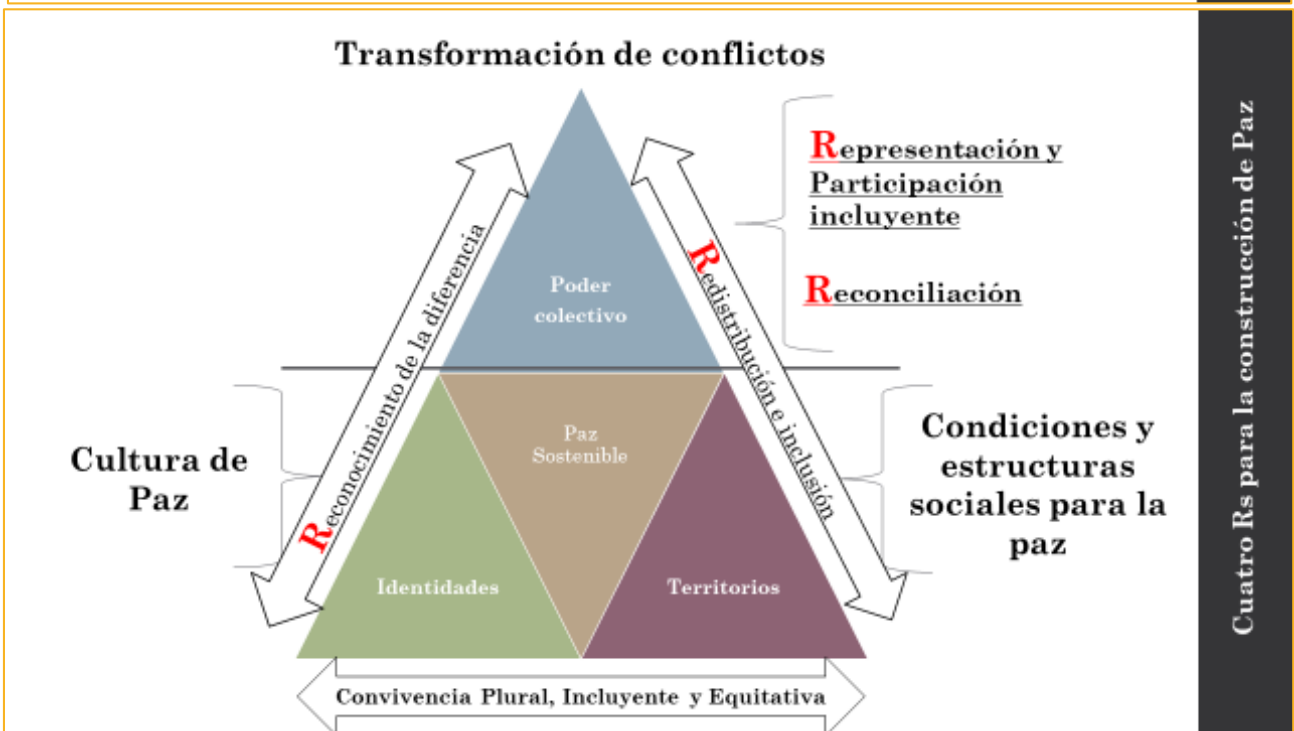 Transformación de conflictos
Representación y
Participación
incluyente
Reconciliación
Reconocimiento de la diferencia
Redistribución e inclusión
Poder
colectivo
Cultura de
Paz
Paz
Sostenible
Condiciones y
estructuras
sociales para la
paz
Identidades
Territorios
Convivencia Plural, Incluyente y Equitativa
Cuatro Rs para la construcción de Paz